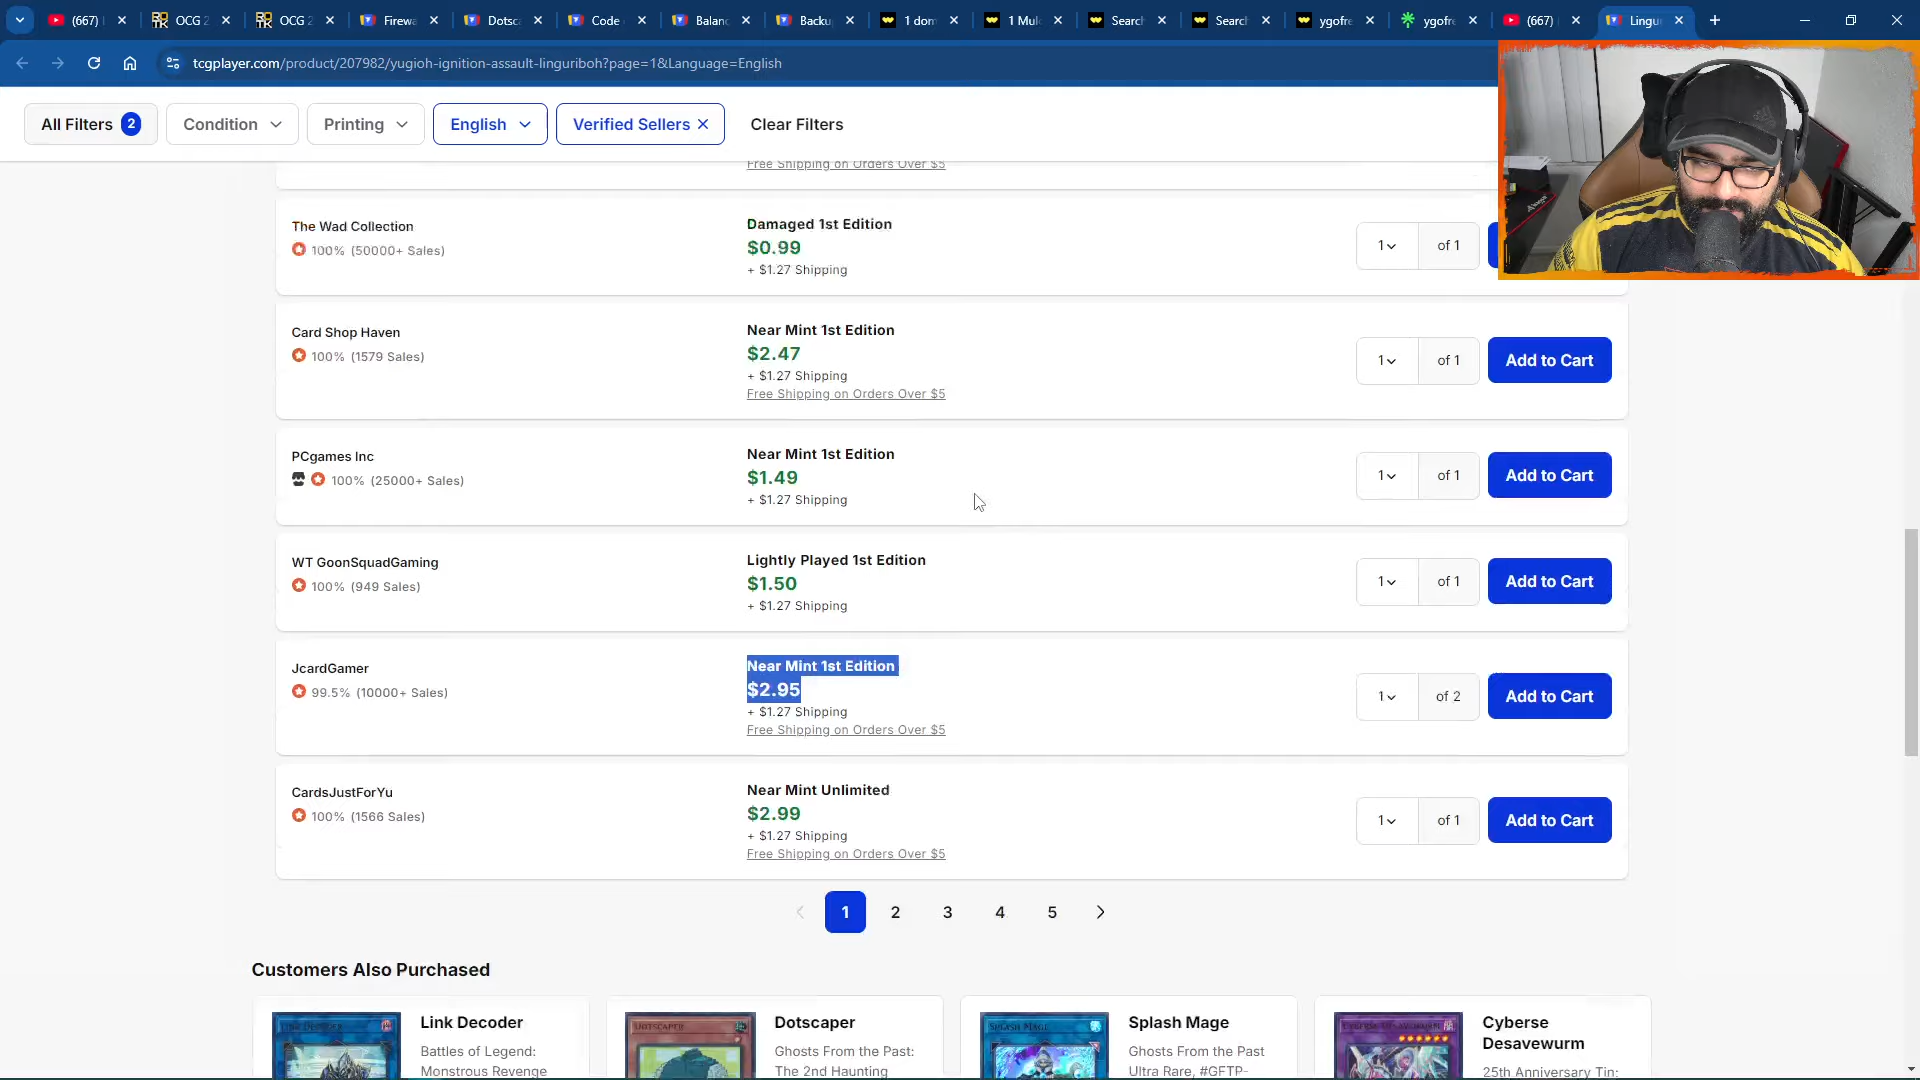 (667)
OCG 2
OCG 2
Firew
Dotsc
Code
Balan
Backu
1 dom
1 Mul
Search
Search
ygofre
ygofre
(667)
Lingur
tcgplayer.com/product/207982/yugioh-ignition-assault-linguriboh?page=1&Language=English
All Filters 2
Condition
Printing
English
Verified Sellers
Clear Filters
Free Shipping on Orders Over $5
The Wad Collection
100% (50000+ Sales)
Damaged 1st Edition
$0.99
+ $1.27 Shipping
1 of 1
Card Shop Haven
100% (1579 Sales)
Near Mint 1st Edition
$2.47
+ $1.27 Shipping
Free Shipping on Orders Over $5
1 of 1
Add to Cart
PCgames Inc
100% (25000+ Sales)
Near Mint 1st Edition
$1.49
+ $1.27 Shipping
1 of 1
Add to Cart
WT GoonSquadGaming
100% (949 Sales)
Lightly Played 1st Edition
$1.50
+ $1.27 Shipping
1 of 1
Add to Cart
JcardGamer
99.5% (10000+ Sales)
Near Mint 1st Edition
$2.95
+ $1.27 Shipping
Free Shipping on Orders Over $5
1 of 2
Add to Cart
CardsJustForYu
100% (1566 Sales)
Near Mint Unlimited
$2.99
+ $1.27 Shipping
Free Shipping on Orders Over $5
1 of 1
Add to Cart
1 2 3 4 5
Customers Also Purchased
Link Decoder
Battles of Legend:
Monstrous Revenge
DOTSCAPER
Dotscaper
Ghosts From the Past:
The 2nd Haunting
SPLASH MAGE
Splash Mage
Ghosts From the Past
Ultra Rare, #GFTP-
Cyberse
Desavewurm
25th Anniversary Tin: